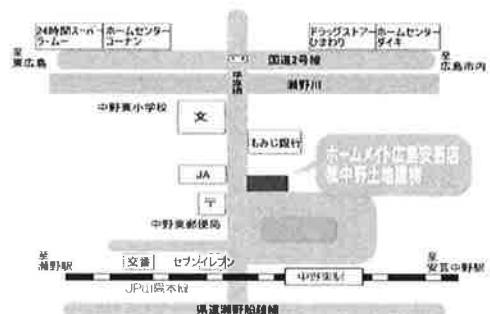 24時間スーパー
ラームー
ホームセンター
コーナン
ドラッグストアー
ひまわり
ホームセンター
ダイキ
至
東広島
国道2号線
至
広島市内
瀬野川
中野東小学校
文
もみじ銀行
ホームメイト広島安芸店
㈱中野土地建物
JA
〒
中野東郵便局
至
瀬野駅
交番
セブンイレブン
中野東駅
至
安芸中野駅
JR山陽本線
県道瀬野船越線